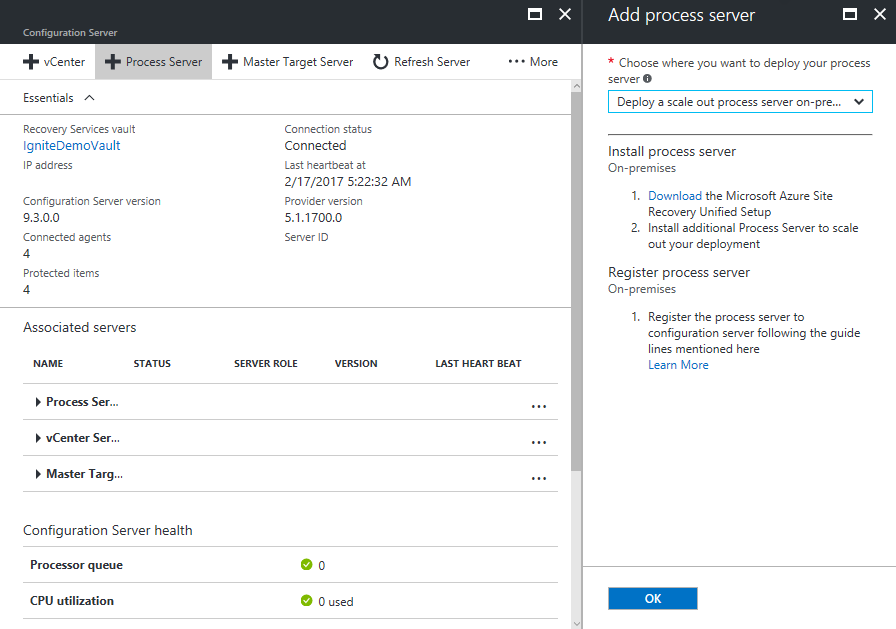 Configuration Server
vCenter
Process Server
Master Target Server
Refresh Server
More
Essentials
Recovery Services vault
IgniteDemoVault
IP address
Configuration Server version
9.3.0.0
Connected agents
4
Protected items
4
Connection status
Connected
Last heartbeat at
2/17/2017 5:22:32 AM
Provider version
5.1.1700.0
Server ID
Associated servers
NAME STATUS SERVER ROLE VERSION LAST HEART BEAT
Process Ser...
vCenter Ser...
Master Targ...
Configuration Server health
Processor queue 0
CPU utilization 0 used
Add process server
* Choose where you want to deploy your process
server
Deploy a scale out process server on-pre...
Install process server
On-premises
1. Download the Microsoft Azure Site
Recovery Unified Setup
2. Install additional Process Server to scale
out your deployment
Register process server
On-premises
1. Register the process server to
configuration server following the guide
lines mentioned here
Learn More
OK